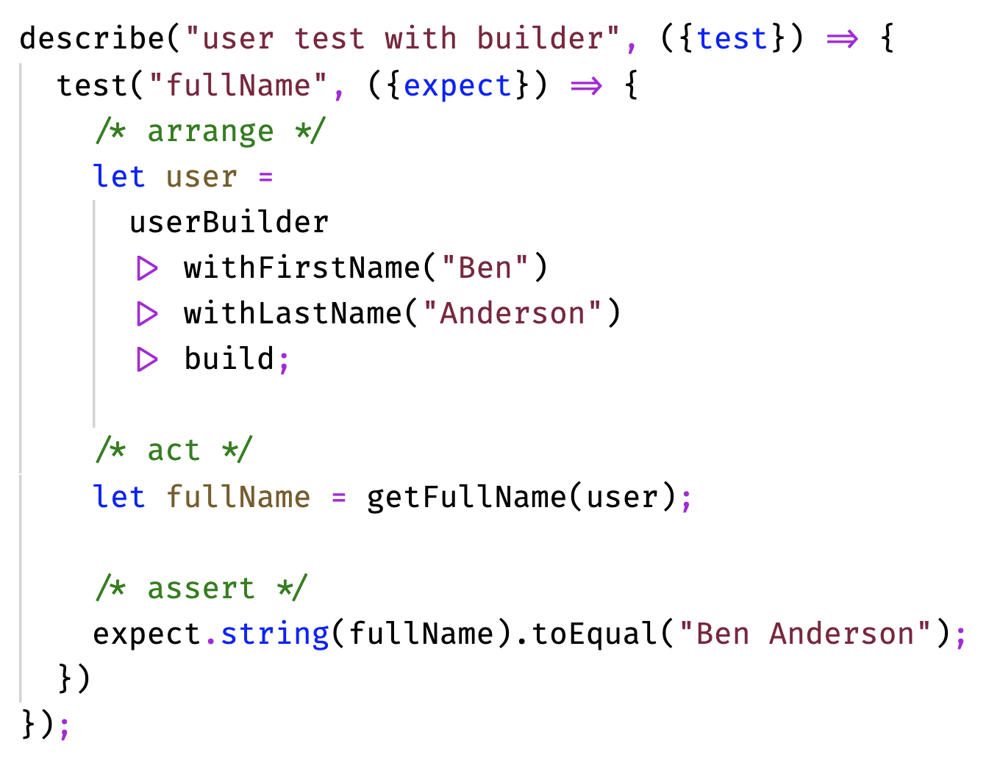 describe("user test with builder", ({test}) => {
  test("fullName", ({expect}) => {
    /* arrange */
    let user =
      userBuilder
      |> withFirstName("Ben")
      |> withLastName("Anderson")
      |> build;

    /* act */
    let fullName = getFullName(user);

    /* assert */
    expect.string(fullName).toEqual("Ben Anderson");
  })
});